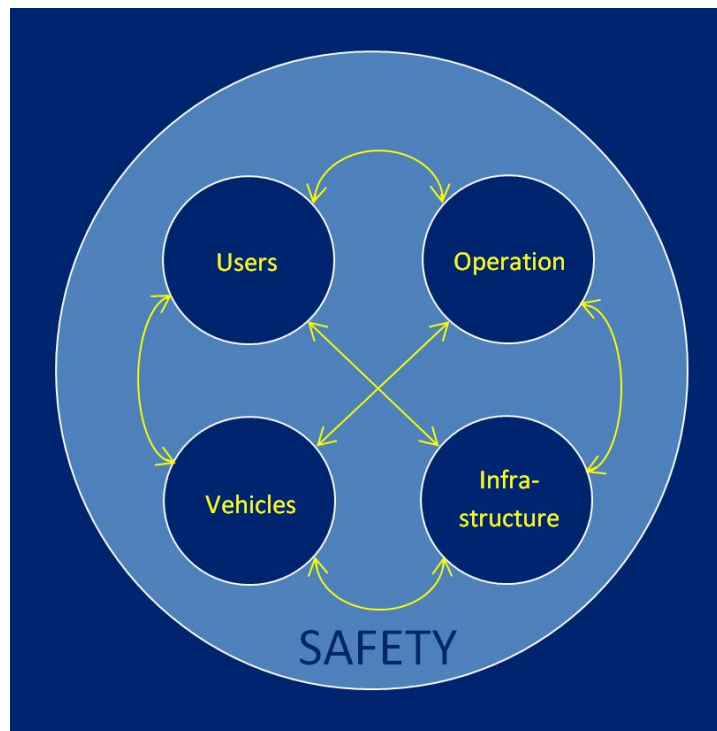 Users
Operation
Vehicles
Infra-
structure
SAFETY